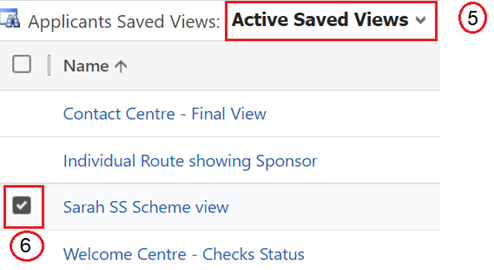 Applicants Saved Views: Active Saved Views 5
Name
Contact Centre - Final View
Individual Route showing Sponsor
Sarah SS Scheme view
6
Welcome Centre - Checks Status